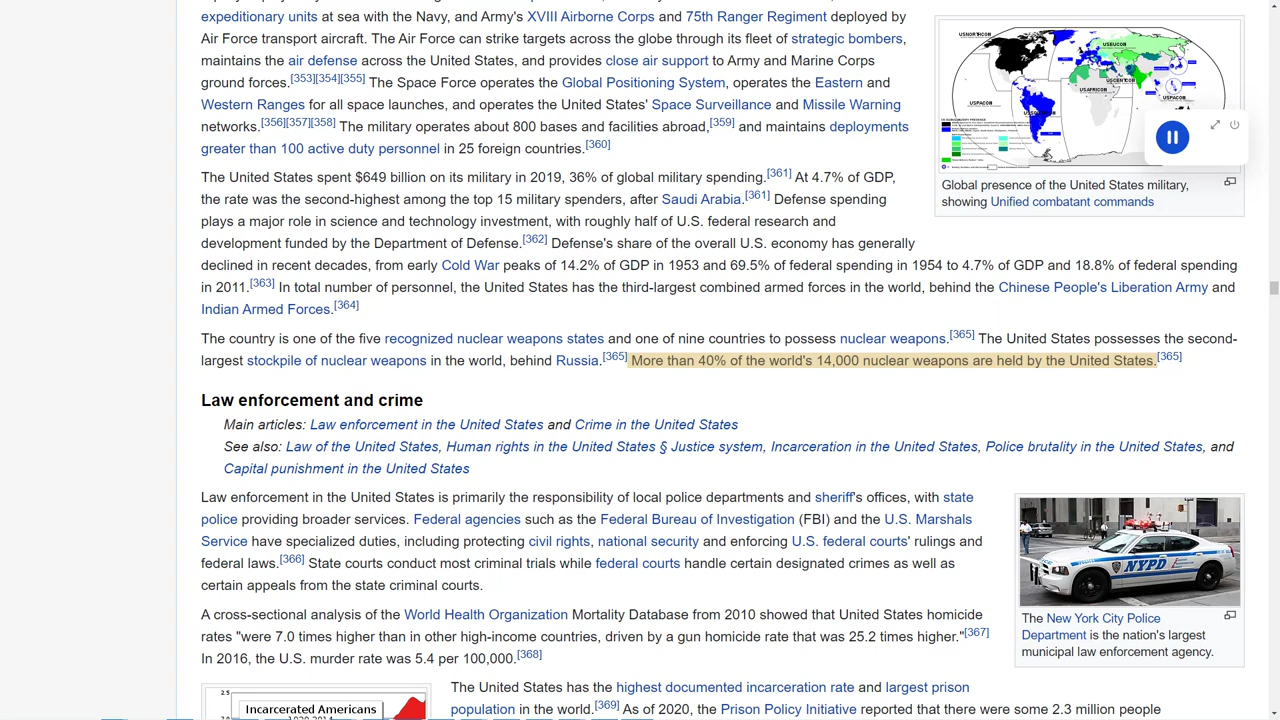 expeditionary units at sea with the Navy, and Army's XVIII Airborne Corps and 75th Ranger Regiment deployed by
Air Force transport aircraft. The Air Force can strike targets across the globe through its fleet of strategic bombers,
maintains the air defense across the United States, and provides close air support to Army and Marine Corps
ground forces.[353][354][355] The Space Force operates the Global Positioning System, operates the Eastern and
Western Ranges for all space launches, and operates the United States' Space Surveillance and Missile Warning
networks.[356][357][358] The military operates about 800 bases and facilities abroad,[359] and maintains deployments
greater than 100 active duty personnel in 25 foreign countries.[360]
USNORTHCOM
USEUCOM
USCENTCOM
USAFRICOM
USPACOM
USPACOM
Global presence of the United States military,
showing Unified combatant commands
The United States spent $649 billion on its military in 2019, 36% of global military spending.[361] At 4.7% of GDP,
the rate was the second-highest among the top 15 military spenders, after Saudi Arabia.[361] Defense spending
plays a major role in science and technology investment, with roughly half of U.S. federal research and
development funded by the Department of Defense.[362] Defense's share of the overall U.S. economy has generally
declined in recent decades, from early Cold War peaks of 14.2% of GDP in 1953 and 69.5% of federal spending in 1954 to 4.7% of GDP and 18.8% of federal spending
in 2011.[363] In total number of personnel, the United States has the third-largest combined armed forces in the world, behind the Chinese People's Liberation Army and
Indian Armed Forces.[364]
The country is one of the five recognized nuclear weapons states and one of nine countries to possess nuclear weapons.[365] The United States possesses the second-
largest stockpile of nuclear weapons in the world, behind Russia.[365] More than 40% of the world's 14,000 nuclear weapons are held by the United States.[365]
Law enforcement and crime
Main articles: Law enforcement in the United States and Crime in the United States
See also: Law of the United States, Human rights in the United States § Justice system, Incarceration in the United States, Police brutality in the United States, and
Capital punishment in the United States
Law enforcement in the United States is primarily the responsibility of local police departments and sheriff's offices, with state
police providing broader services. Federal agencies such as the Federal Bureau of Investigation (FBI) and the U.S. Marshals
Service have specialized duties, including protecting civil rights, national security and enforcing U.S. federal courts' rulings and
federal laws.[366] State courts conduct most criminal trials while federal courts handle certain designated crimes as well as
certain appeals from the state criminal courts.
NYPD
The New York City Police
Department is the nation's largest
municipal law enforcement agency.
A cross-sectional analysis of the World Health Organization Mortality Database from 2010 showed that United States homicide
rates "were 7.0 times higher than in other high-income countries, driven by a gun homicide rate that was 25.2 times higher."[367]
In 2016, the U.S. murder rate was 5.4 per 100,000.[368]
2.5
Incarcerated Americans
The United States has the highest documented incarceration rate and largest prison
population in the world.[369] As of 2020, the Prison Policy Initiative reported that there were some 2.3 million people